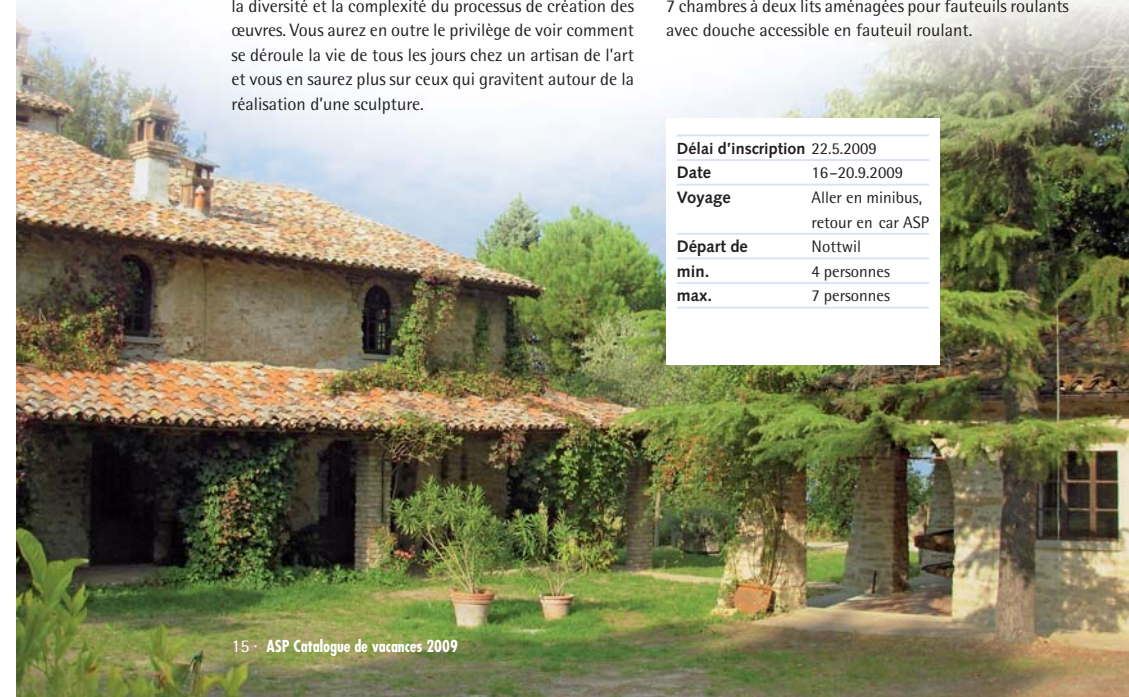 la diversité et la complexité du processus de création des
œuvres. Vous aurez en outre le privilège de voir comment
se déroule la vie de tous les jours chez un artisan de l'art
et vous en saurez plus sur ceux qui gravitent autour de la
réalisation d'une sculpture.
7 chambres à deux lits aménagées pour fauteuils roulants
avec douche accessible en fauteuil roulant.
Délai d'inscription 22.5.2009
Date 16–20.9.2009
Voyage Aller en minibus,
retour en car ASP
Départ de Nottwil
min. 4 personnes
max. 7 personnes
15 · ASP Catalogue de vacances 2009